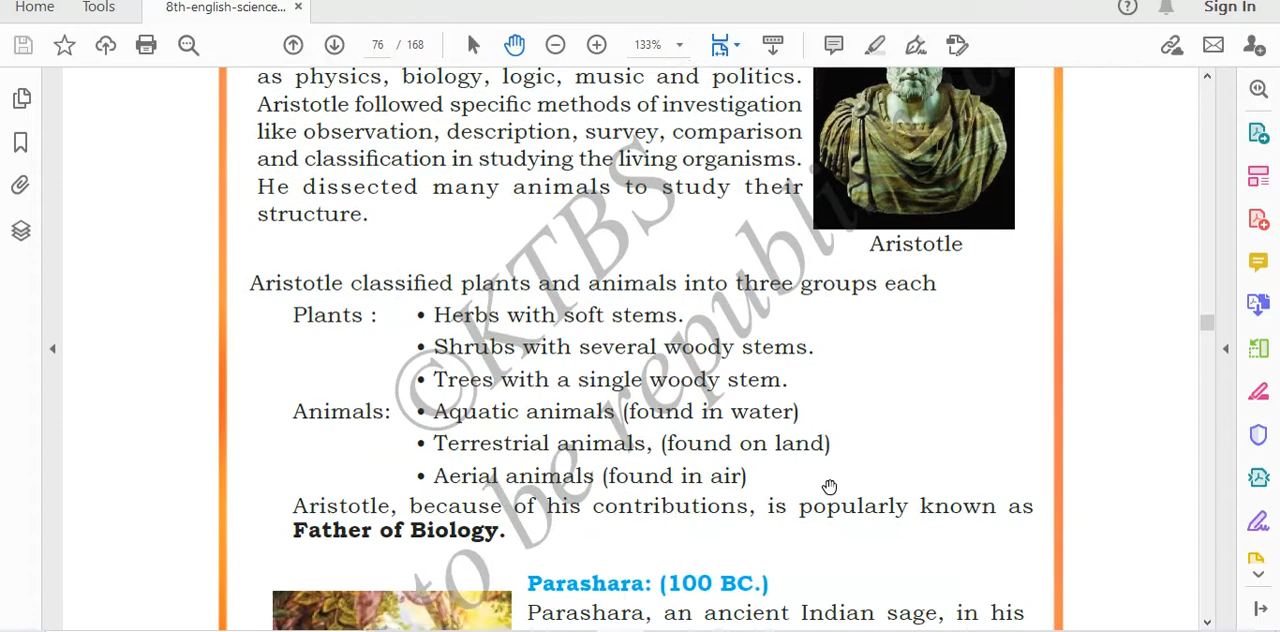 Home Tools 8th-english-science... × Sign In
76 / 168 133%
as physics, biology, logic, music and politics.
Aristotle followed specific methods of investigation
like observation, description, survey, comparison
and classification in studying the living organisms.
He dissected many animals to study their
structure.
Aristotle
Aristotle classified plants and animals into three groups each
Plants : • Herbs with soft stems.
• Shrubs with several woody stems.
• Trees with a single woody stem.
Animals: • Aquatic animals (found in water)
• Terrestrial animals, (found on land)
• Aerial animals (found in air)
Aristotle, because of his contributions, is popularly known as
Father of Biology.
Parashara: (100 BC.)
Parashara, an ancient Indian sage, in his
©KTBS
to be republi